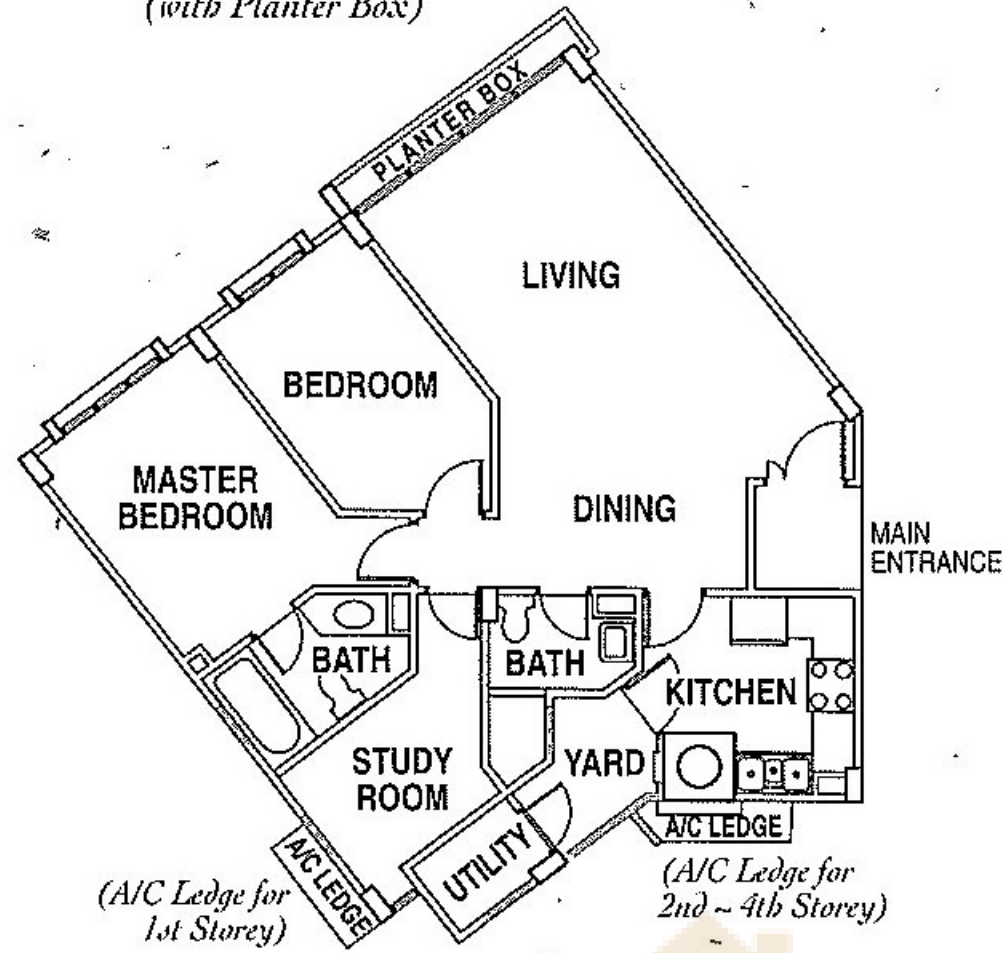 (with Planter Box)
PLANTER BOX
LIVING
BEDROOM
MASTER
BEDROOM
DINING
MAIN
ENTRANCE
BATH
BATH
KITCHEN
STUDY
ROOM
YARD
A/C LEDGE
UTILITY
A/C LEDGE
(A/C Ledge for
1st Storey)
(A/C Ledge for
2nd ~ 4th Storey)